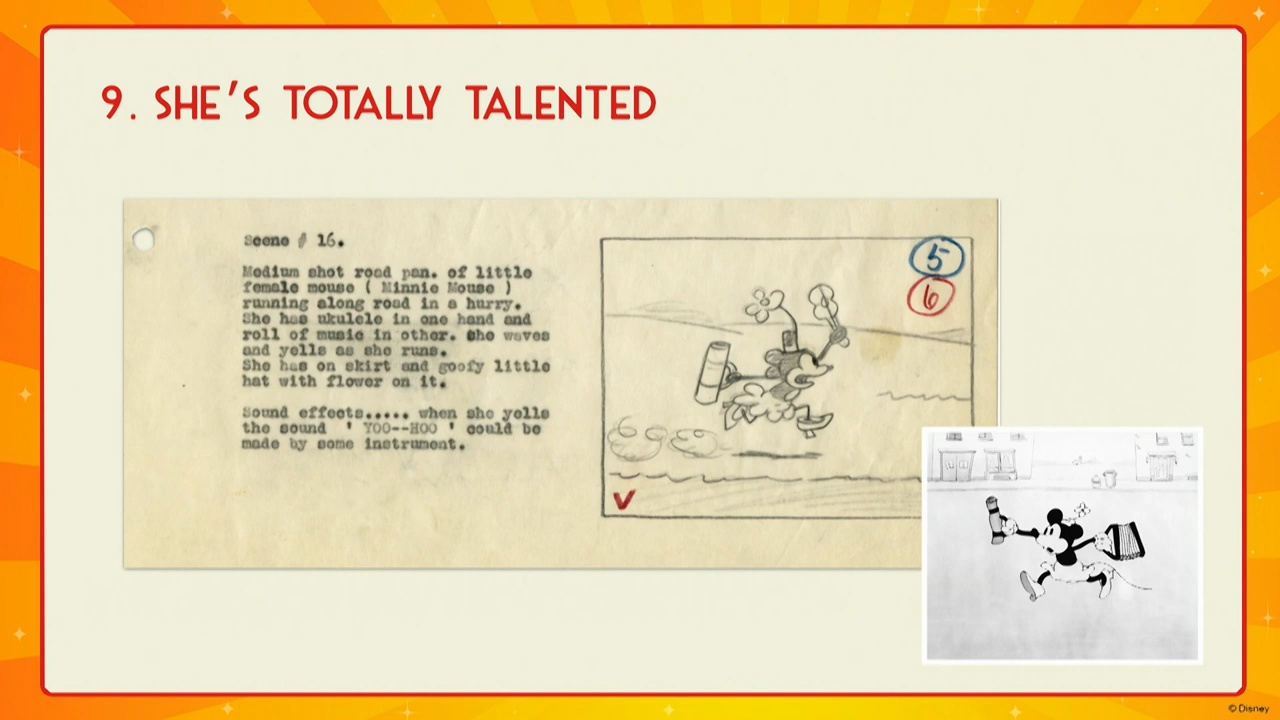 9. SHE'S TOTALLY TALENTED
Scene # 16.
Medium shot road pan. of little
female mouse ( Minnie Mouse )
running along road in a hurry.
She has ukulele in one hand and
roll of music in other. She waves
and yells as she runs.
She has on skirt and goofy little
hat with flower on it.
Sound effects..... when she yells
the sound ' YOO--HOO ' could be
made by some instrument.
5
6
V
© Disney